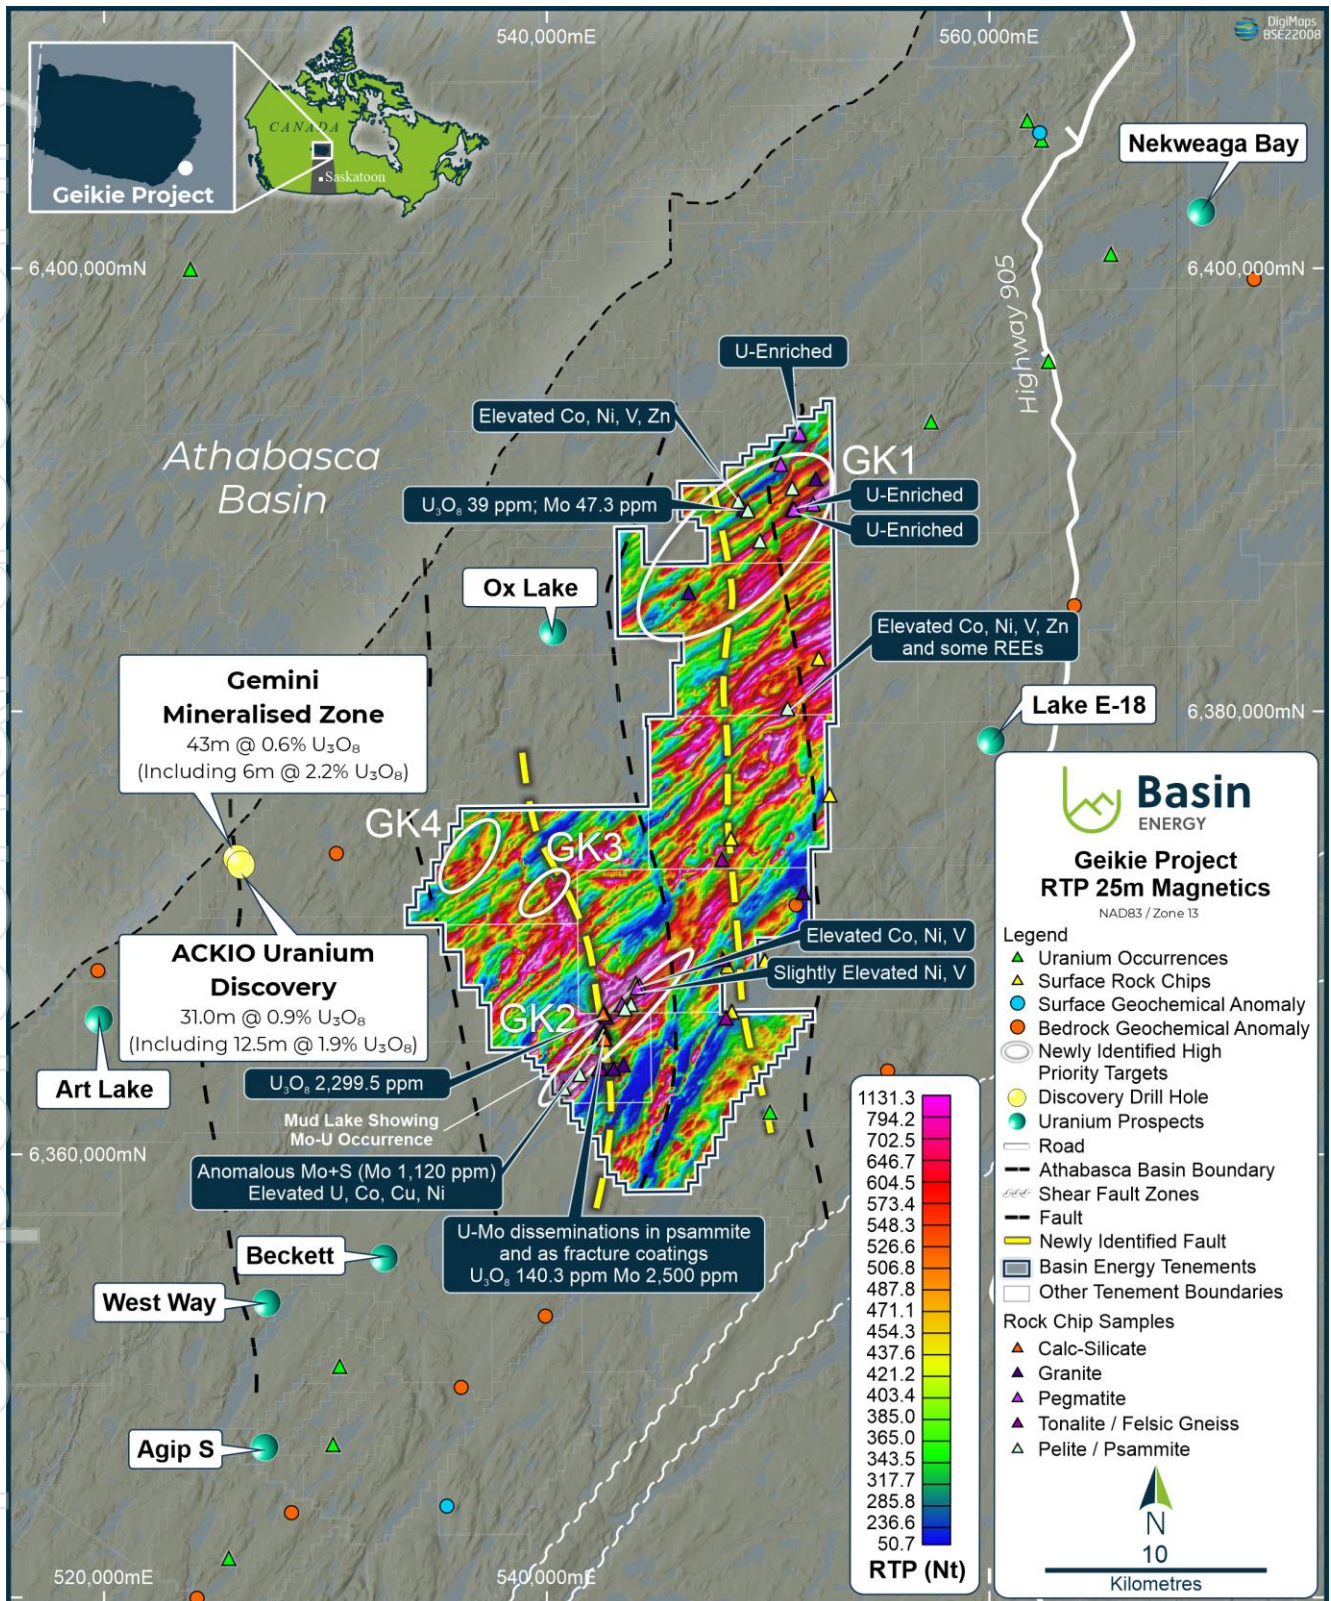 540,000mE
560,000mE
DigiMaps
BSE22008
CANADA
Saskatoon
Geikie Project
Nekweaga Bay
6,400,000mN
6,400,000mN
Highway 905
U-Enriched
Elevated Co, Ni, V, Zn
GK1
Athabasca
Basin
U₃O₈ 39 ppm; Mo 47.3 ppm
U-Enriched
U-Enriched
Ox Lake
Elevated Co, Ni, V, Zn
and some REEs
Gemini
Mineralised Zone
43m @ 0.6% U₃O₈
(Including 6m @ 2.2% U₃O₈)
Lake E-18
6,380,000mN
GK4
GK3
ACKIO Uranium
Discovery
31.0m @ 0.9% U₃O₈
(Including 12.5m @ 1.9% U₃O₈)
Elevated Co, Ni, V
Slightly Elevated Ni, V
GK2
Art Lake
U₃O₈ 2,299.5 ppm
Mud Lake Showing
Mo-U Occurrence
6,360,000mN
Anomalous Mo+S (Mo 1,120 ppm)
Elevated U, Co, Cu, Ni
U-Mo disseminations in psammite
and as fracture coatings
U₃O₈ 140.3 ppm Mo 2,500 ppm
Beckett
West Way
Agip S
520,000mE
540,000mE
1131.3
794.2
702.5
646.7
604.5
573.4
548.3
526.6
506.8
487.8
471.1
454.3
437.6
421.2
403.4
385.0
365.0
343.5
317.7
285.8
236.6
50.7
RTP (Nt)
Basin
ENERGY
Geikie Project
RTP 25m Magnetics
NAD83 / Zone 13
Legend
Uranium Occurrences
Surface Rock Chips
Surface Geochemical Anomaly
Bedrock Geochemical Anomaly
Newly Identified High
Priority Targets
Discovery Drill Hole
Uranium Prospects
Road
Athabasca Basin Boundary
Shear Fault Zones
Fault
Newly Identified Fault
Basin Energy Tenements
Other Tenement Boundaries
Rock Chip Samples
Calc-Silicate
Granite
Pegmatite
Tonalite / Felsic Gneiss
Pelite / Psammite
N
10
Kilometres